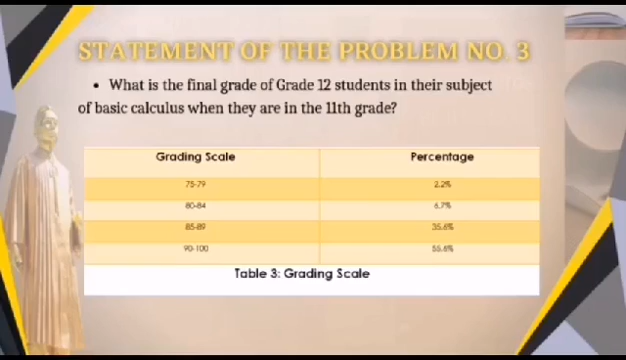 STATEMENT OF THE PROBLEM NO. 3
• What is the final grade of Grade 12 students in their subject
of basic calculus when they are in the 11th grade?
Grading Scale Percentage
75-79 2.2%
80-84 6.7%
85-89 35.6%
90-100 55.6%
Table 3: Grading Scale